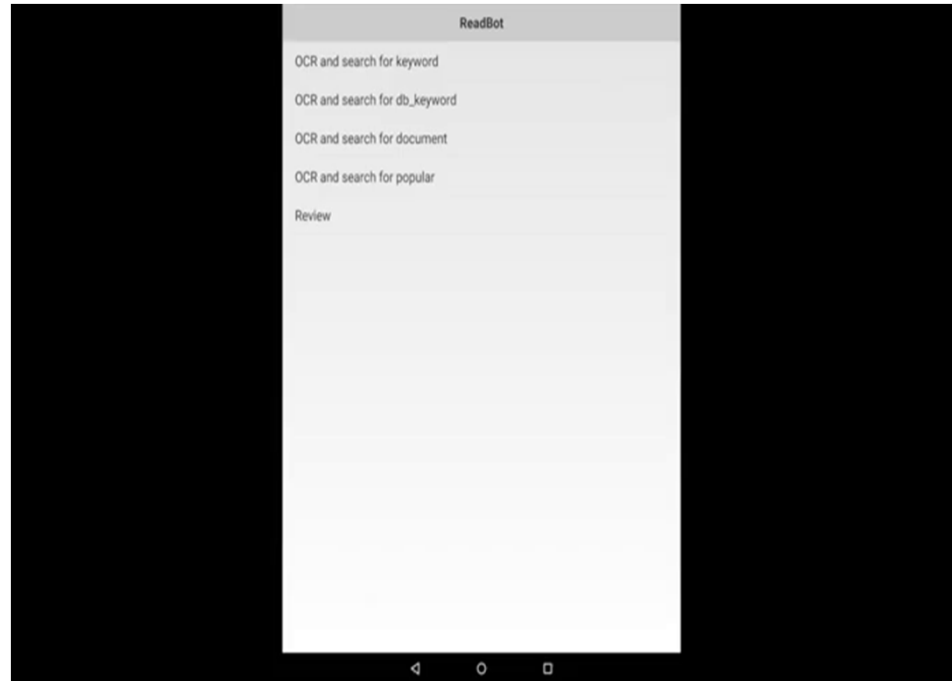 ReadBot
OCR and search for keyword
OCR and search for db_keyword
OCR and search for document
OCR and search for popular
Review